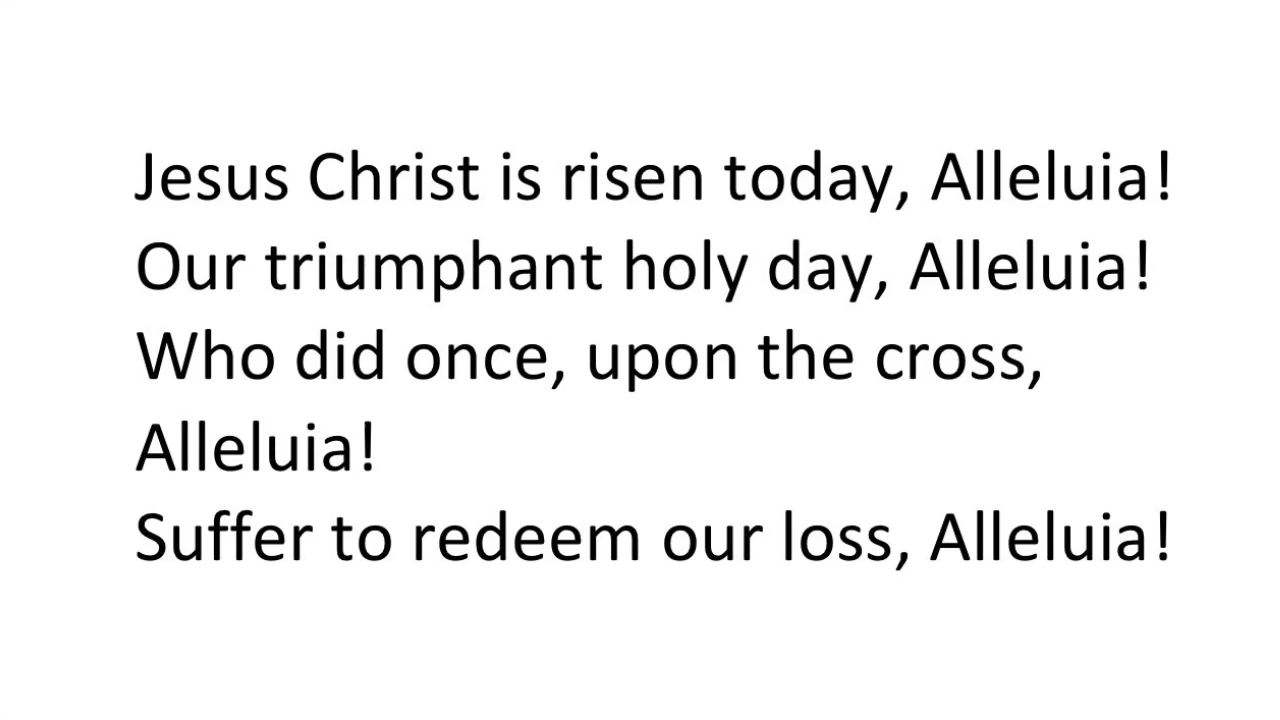 Jesus Christ is risen today, Alleluia!
Our triumphant holy day, Alleluia!
Who did once, upon the cross,
Alleluia!
Suffer to redeem our loss, Alleluia!